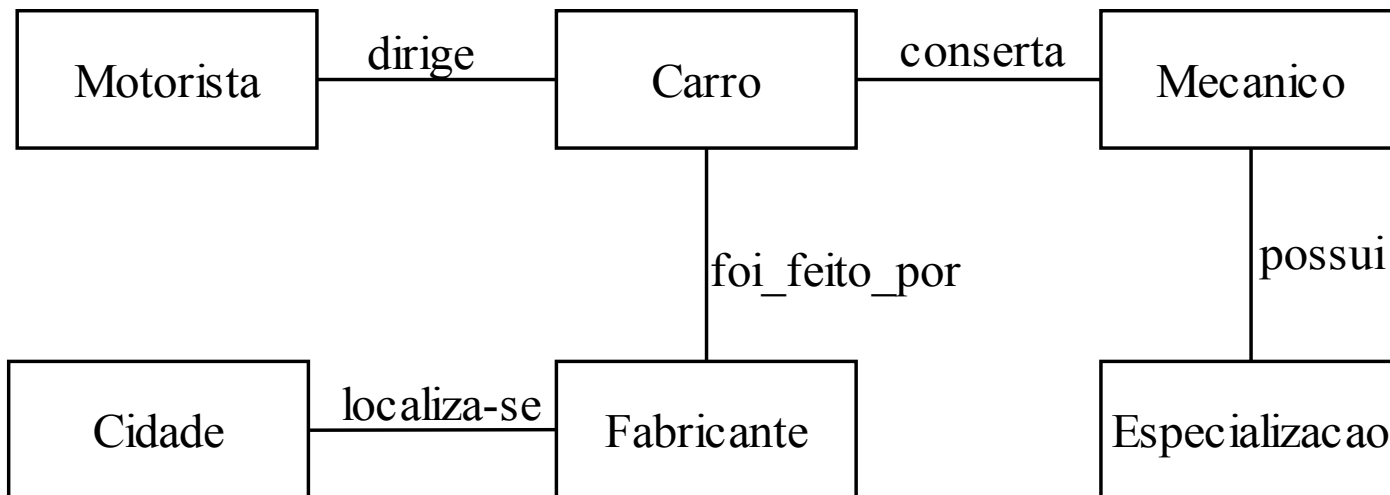 Motorista
dirige
Carro
conserta
Mecanico
foi_feito_por
possui
Cidade
localiza-se
Fabricante
Especializacao